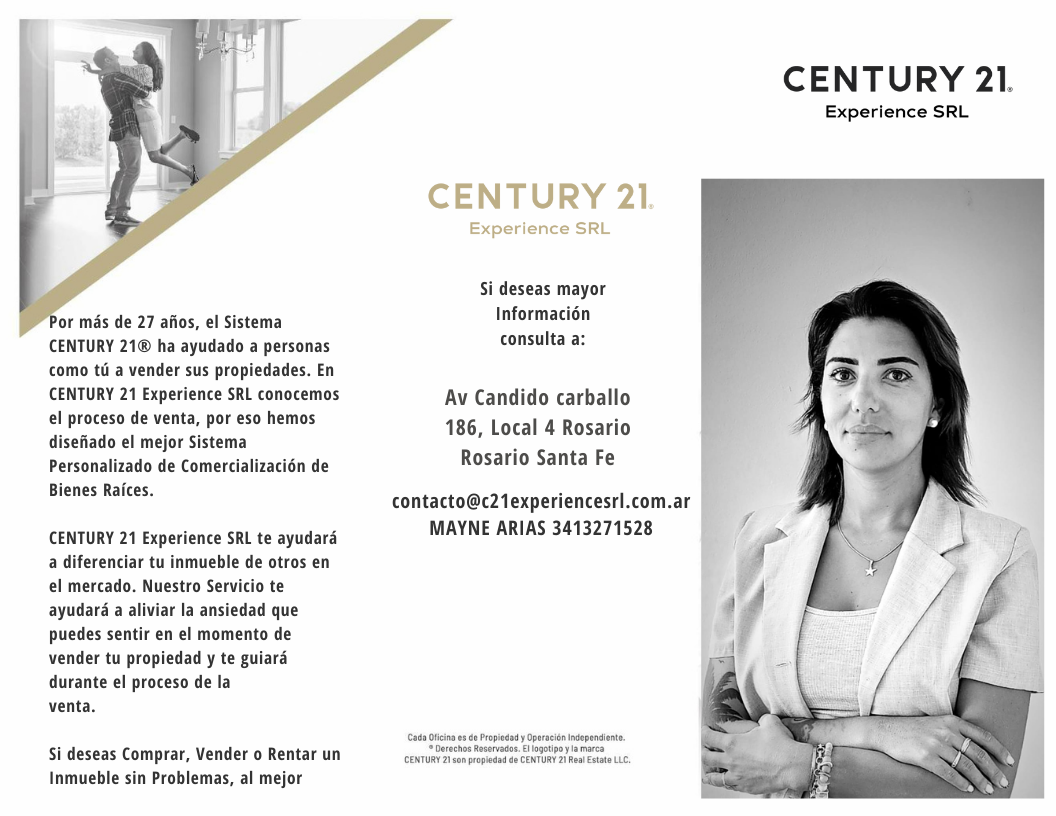 Por más de 27 años, el Sistema
CENTURY 21® ha ayudado a personas
como tú a vender sus propiedades. En
CENTURY 21 Experience SRL conocemos
el proceso de venta, por eso hemos
diseñado el mejor Sistema
Personalizado de Comercialización de
Bienes Raíces.
CENTURY 21 Experience SRL te ayudará
a diferenciar tu inmueble de otros en
el mercado. Nuestro Servicio te
ayudará a aliviar la ansiedad que
puedes sentir en el momento de
vender tu propiedad y te guiará
durante el proceso de la
venta.
Si deseas Comprar, Vender o Rentar un
Inmueble sin Problemas, al mejor
CENTURY 21®
Experience SRL
Si deseas mayor
Información
consulta a:
Av Candido carballo
186, Local 4 Rosario
Rosario Santa Fe
contacto@c21experiencesrl.com.ar
MAYNE ARIAS 3413271528
Cada Oficina es de Propiedad y Operación Independiente.
® Derechos Reservados. El logotipo y la marca
CENTURY 21 son propiedad de CENTURY 21 Real Estate LLC.
CENTURY 21®
Experience SRL